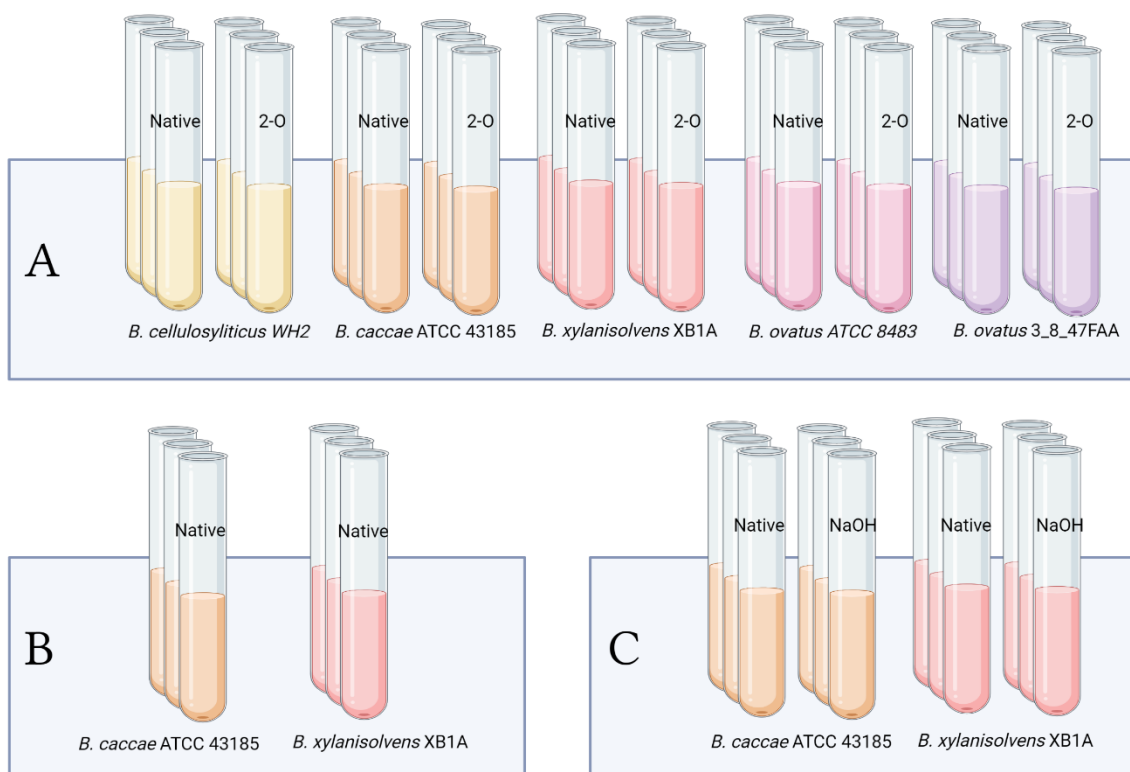 Native 2-O Native 2-O Native 2-O Native 2-O Native 2-O
A
B. cellulosyliticus WH2 B. caccae ATCC 43185 B. xylanisolvens XB1A B. ovatus ATCC 8483 B. ovatus 3_8_47FAA
Native Native
B
B. caccae ATCC 43185 B. xylanisolvens XB1A
Native NaOH Native NaOH
C
B. caccae ATCC 43185 B. xylanisolvens XB1A